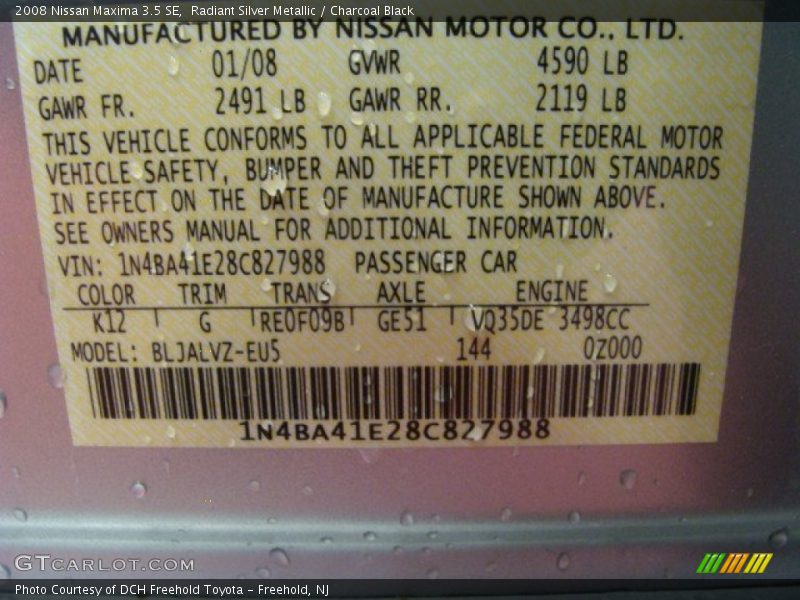 2008 Nissan Maxima 3.5 SE,  Radiant Silver Metallic / Charcoal Black
MANUFACTURED BY NISSAN MOTOR CO., LTD.
DATE 01/08 GVWR 4590 LB
GAWR FR. 2491 LB GAWR RR. 2119 LB
THIS VEHICLE CONFORMS TO ALL APPLICABLE FEDERAL MOTOR
VEHICLE SAFETY, BUMPER AND THEFT PREVENTION STANDARDS
IN EFFECT ON THE DATE OF MANUFACTURE SHOWN ABOVE.
SEE OWNERS MANUAL FOR ADDITIONAL INFORMATION.
VIN: 1N4BA41E28C827988 PASSENGER CAR
COLOR TRIM TRANS AXLE ENGINE
K12 G RE0F09B GE51 VQ35DE 3498CC
MODEL: BLJALVZ-EU5 144 0Z000
1N4BA41E28C827988
GTCARLOT.COM
Photo Courtesy of DCH Freehold Toyota - Freehold, NJ